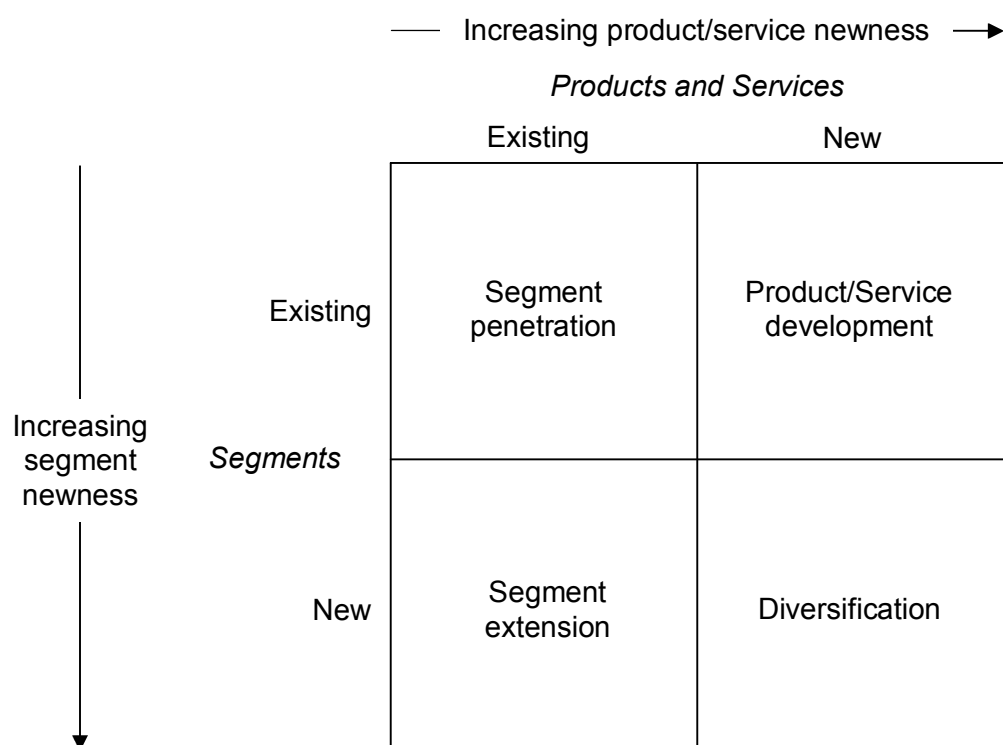 Increasing product/service newness
Products and Services
Existing
New
Existing
Segment
penetration
Product/Service
development
Increasing
segment
newness
Segments
New
Segment
extension
Diversification